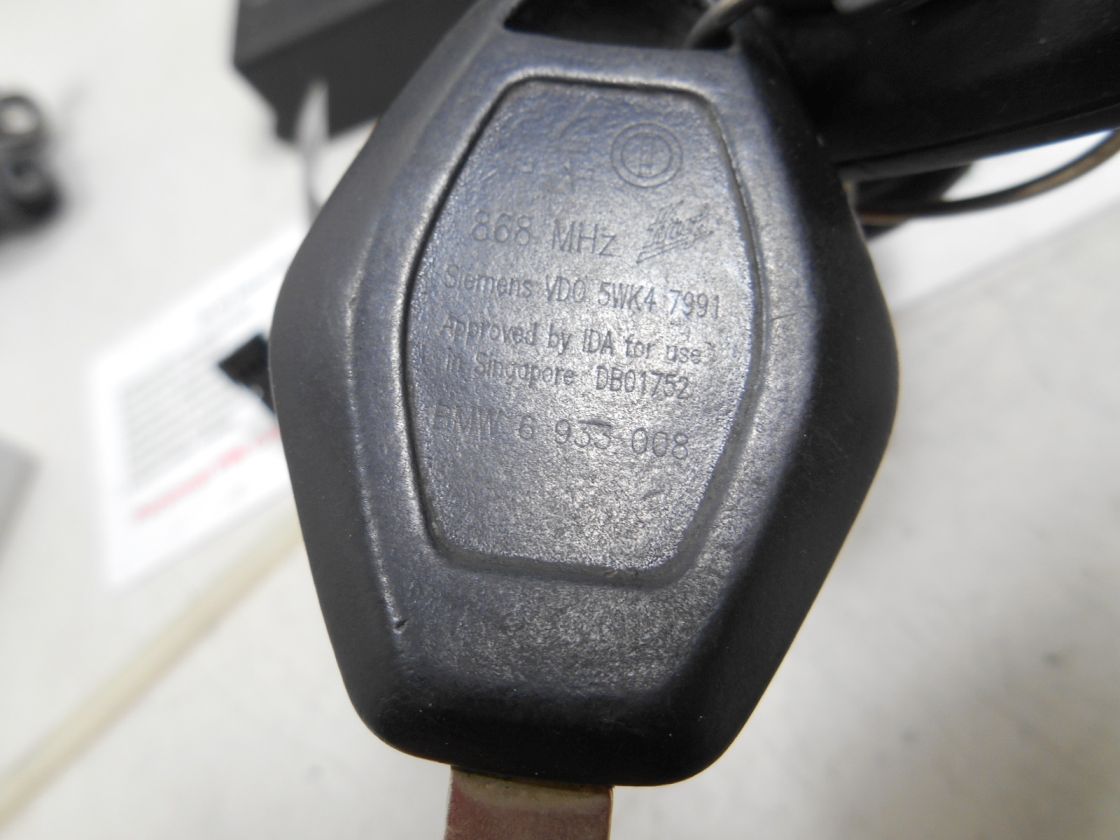 868 MHz
Siemens VDO 5WK4 7991
Approved by IDA for use
in Singapore DB01752
BMW 6 933 008